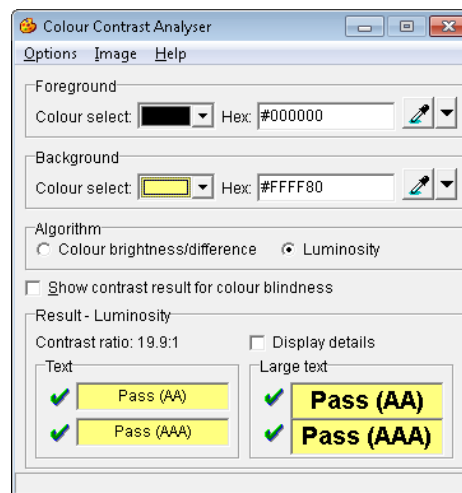 Colour Contrast Analyser
Options Image Help
Foreground
Colour select: Hex: #000000
Background
Colour select: Hex: #FFFF80
Algorithm
Colour brightness/difference Luminosity
Show contrast result for colour blindness
Result - Luminosity
Contrast ratio: 19.9:1 Display details
Text Large text
Pass (AA) Pass (AA)
Pass (AAA) Pass (AAA)